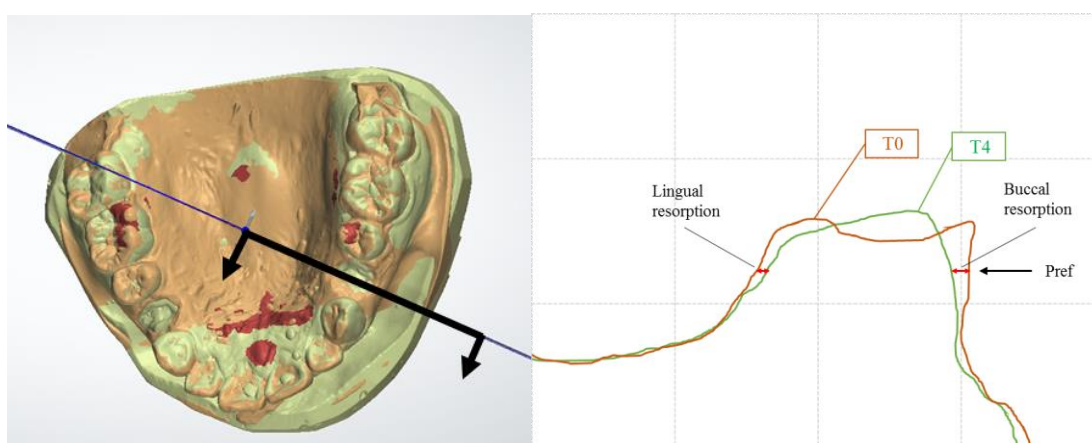 T0
T4
Lingual
resorption
Buccal
resorption
Pref